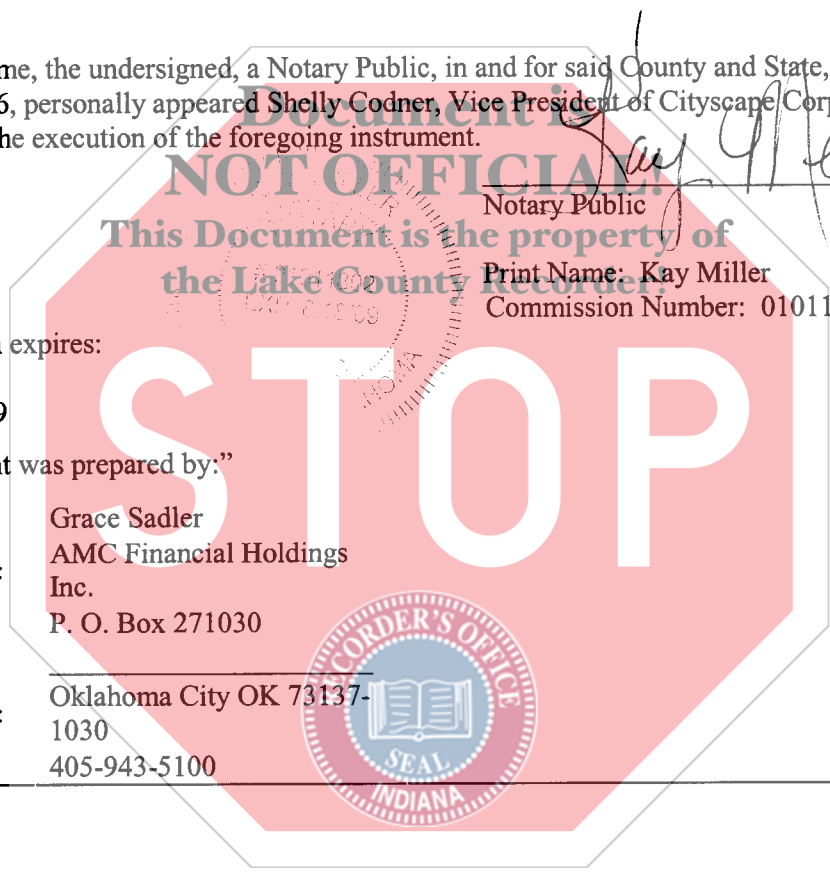 me, the undersigned, a Notary Public, in and for said County and State,
6, personally appeared Shelly Codner, Vice President of Cityscape Corp
he execution of the foregoing instrument.
Document is
NOT OFFICIAL!
This Document is the property of
the Lake County Recorder!
Notary Public
Print Name: Kay Miller
Commission Number: 01011
expires:
9
t was prepared by:”
STOP
Grace Sadler
AMC Financial Holdings
:
Inc.
P. O. Box 271030
Oklahoma City OK 73137-
:
1030
405-943-5100
RECORDER'S OFFICE
SEAL
INDIANA